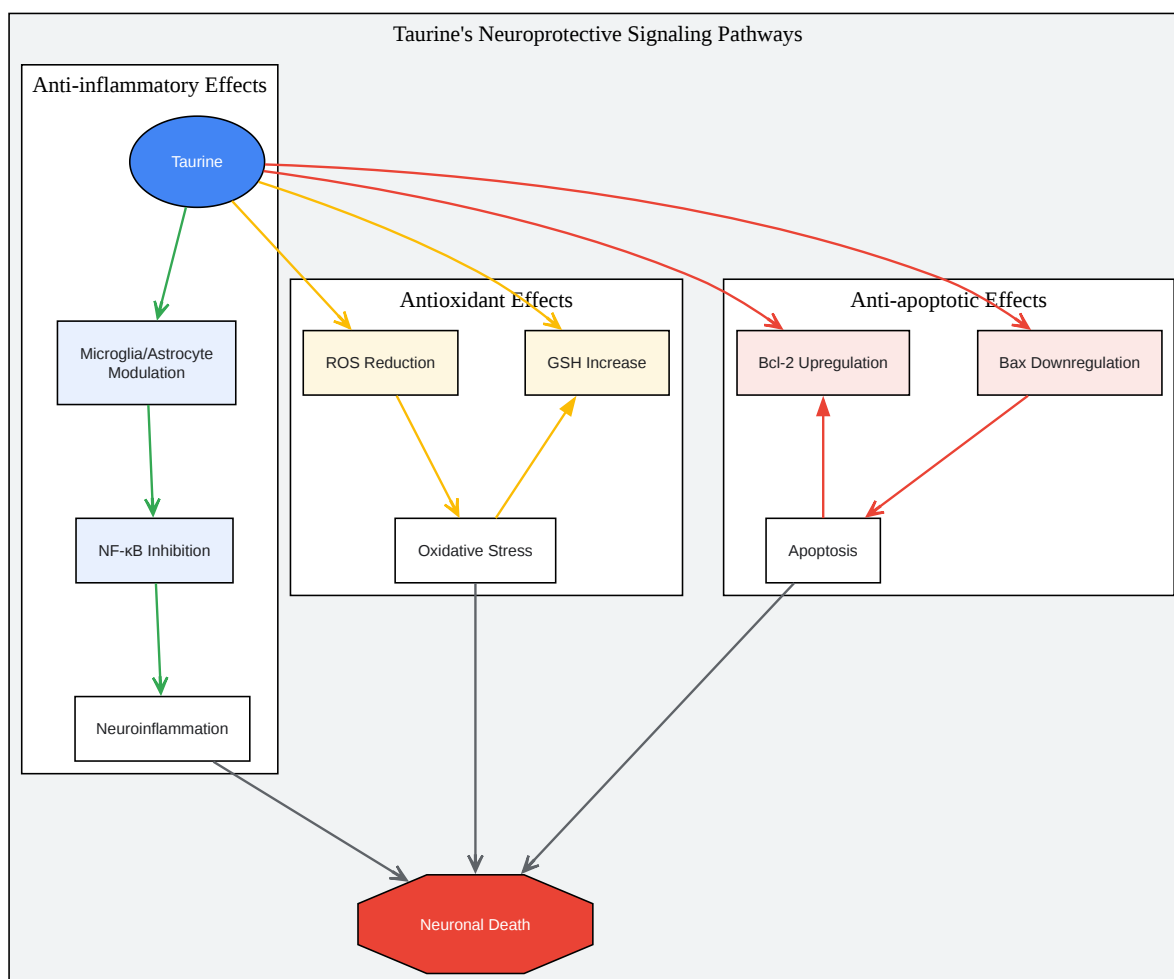 Taurine's Neuroprotective Signaling Pathways
Anti-inflammatory Effects
Taurine
Microglia/Astrocyte
Modulation
NF-κB Inhibition
Neuroinflammation
Antioxidant Effects
ROS Reduction
GSH Increase
Oxidative Stress
Anti-apoptotic Effects
Bcl-2 Upregulation
Bax Downregulation
Apoptosis
Neuronal Death